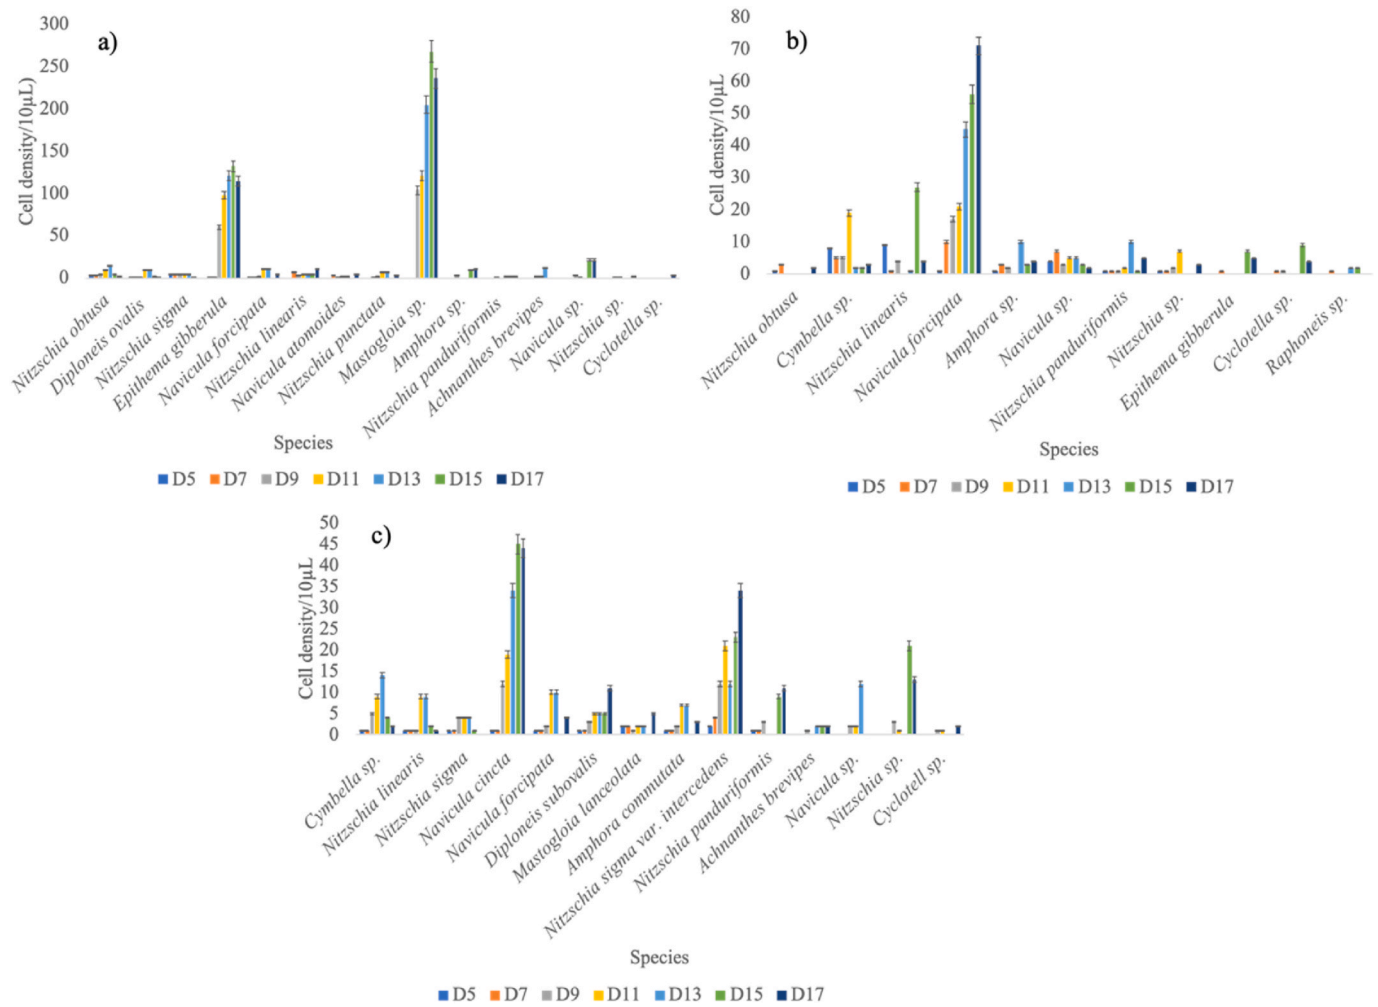 a)
Cell density/10µL)
300
250
200
150
100
50
0
Nitzschia obtusa
Diploneis ovalis
Nitzschia sigma
Epithema gibberula
Navicula forcipata
Nitzschia linearis
Navicula atomoides
Nitzschia punctata
Mastogloia sp.
Amphora sp.
Nitzschia panduriformis
Achnanthes brevipes
Navicula sp.
Nitzschia sp.
Cyclotella sp.
Species
D5 D7 D9 D11 D13 D15 D17
b)
Cell density/10µL
80
70
60
50
40
30
20
10
0
Nitzschia obtusa
Cymbella sp.
Nitzschia linearis
Navicula forcipata
Amphora sp.
Navicula sp.
Nitzschia panduriformis
Nitzschia sp.
Epithema gibberula
Cyclotella sp.
Raphoneis sp.
Species
D5 D7 D9 D11 D13 D15 D17
c)
Cell density/10µL
50
45
40
35
30
25
20
15
10
5
0
Cymbella sp.
Nitzschia linearis
Nitzschia sigma
Navicula cincta
Navicula forcipata
Diploneis subovalis
Mastogloia lanceolata
Amphora commutata
Nitzschia sigma var. intercedens
Nitzschia panduriformis
Achnanthes brevipes
Navicula sp.
Nitzschia sp.
Cyclotell sp.
Species
D5 D7 D9 D11 D13 D15 D17